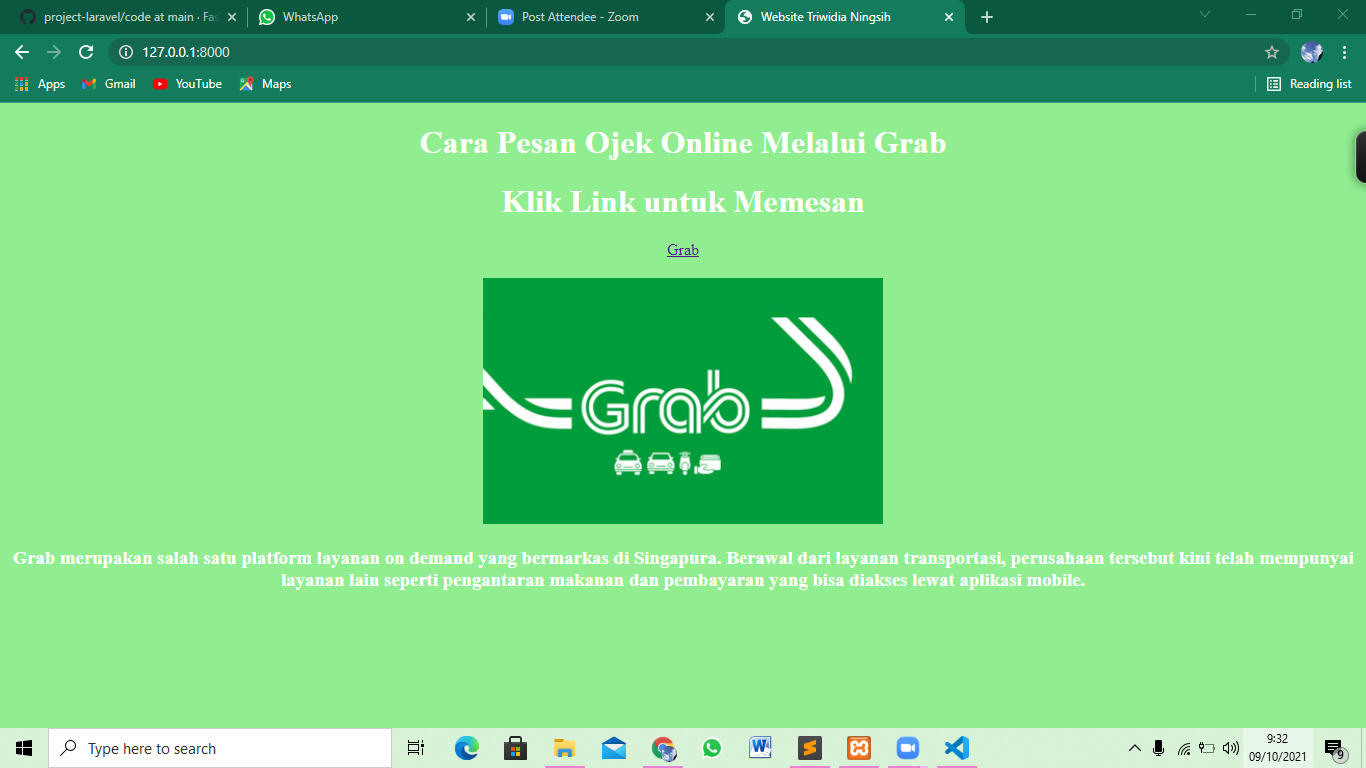 project-laravel/code at main · Fas
WhatsApp
Post Attendee - Zoom
Website Triwidia Ningsih
127.0.0.1:8000
Apps
Gmail
YouTube
Maps
Reading list
Cara Pesan Ojek Online Melalui Grab
Klik Link untuk Memesan
Grab
Grab
Grab merupakan salah satu platform layanan on demand yang bermarkas di Singapura. Berawal dari layanan transportasi, perusahaan tersebut kini telah mempunyai
layanan lain seperti pengantaran makanan dan pembayaran yang bisa diakses lewat aplikasi mobile.
Type here to search
9:32
09/10/2021
9